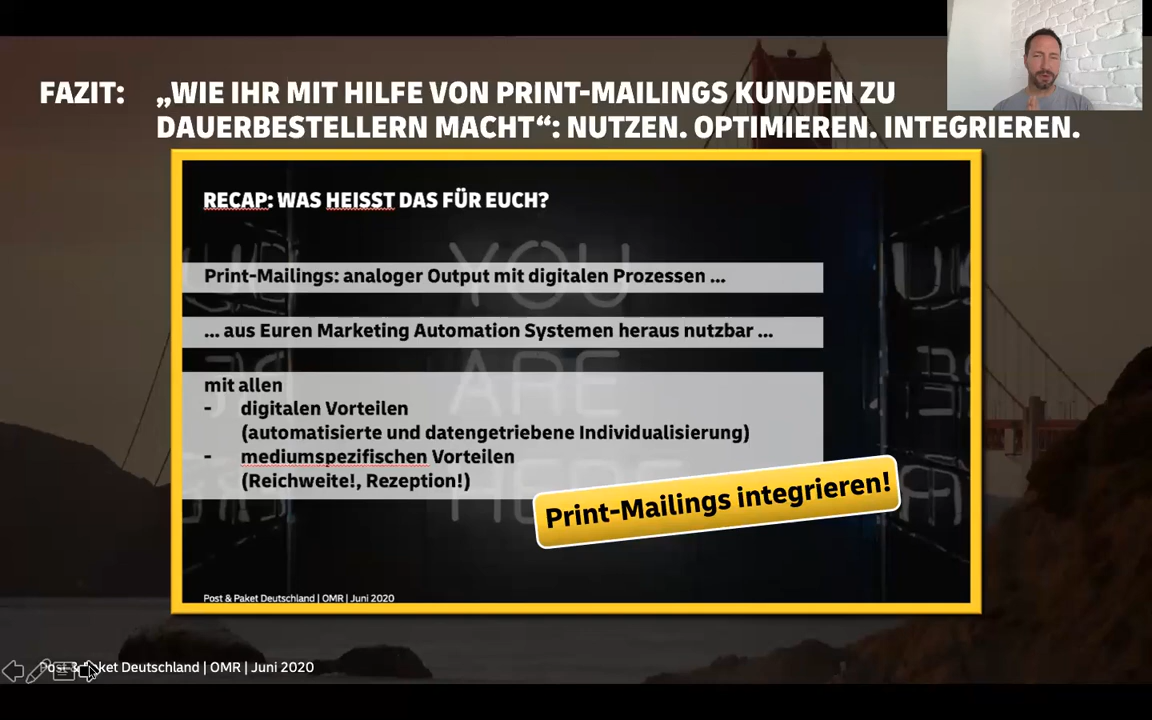 FAZIT: „WIE IHR MIT HILFE VON PRINT-MAILINGS KUNDEN ZU
DAUERBESTELLERN MACHT“: NUTZEN. OPTIMIEREN. INTEGRIEREN.
RECAP: WAS HEISST DAS FÜR EUCH?
YOU
ARE
Print-Mailings: analoger Output mit digitalen Prozessen ...
... aus Euren Marketing Automation Systemen heraus nutzbar ...
mit allen
- digitalen Vorteilen
(automatisierte und datengetriebene Individualisierung)
- mediumspezifischen Vorteilen
(Reichweite!, Rezeption!)
Print-Mailings integrieren!
Post & Paket Deutschland | OMR | Juni 2020
Post & Paket Deutschland | OMR | Juni 2020